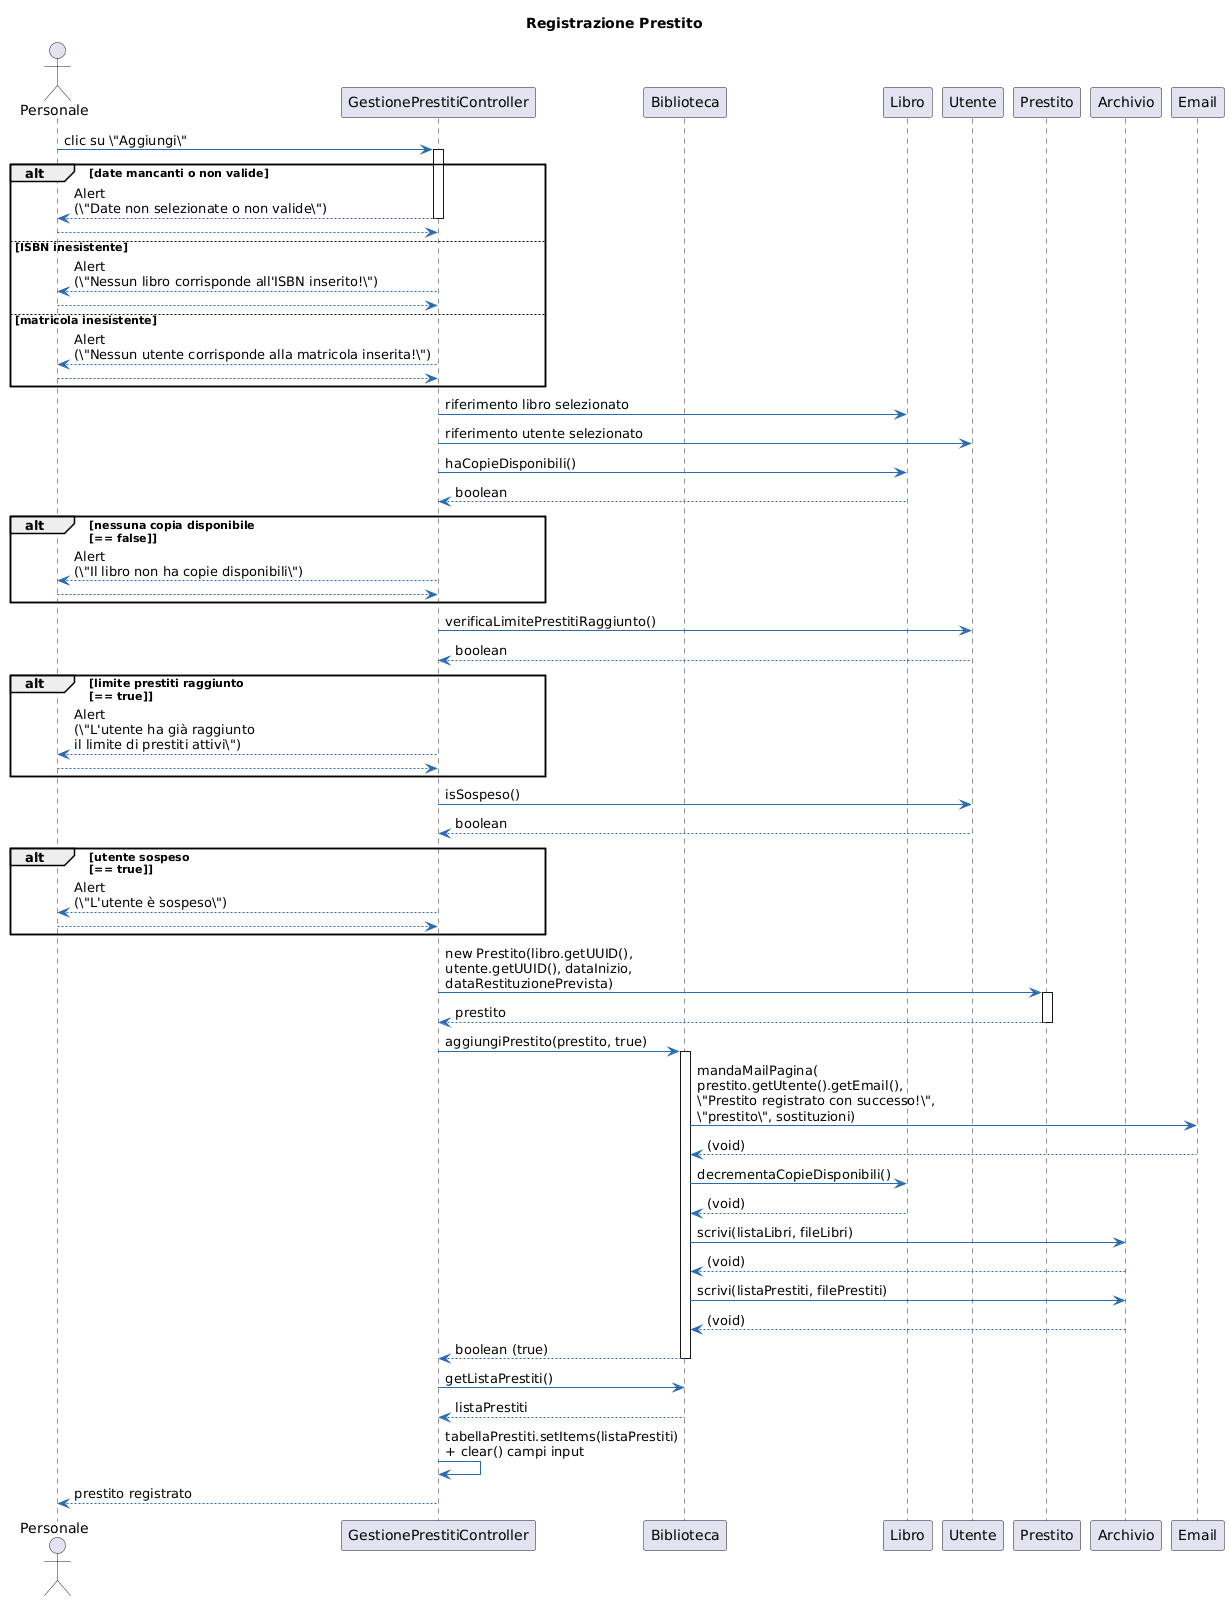 Registrazione Prestito
Personale
GestionePrestitiController
Biblioteca
Libro
Utente
Prestito
Archivio
Email
clic su \"Aggiungi\"
alt
[date mancanti o non valide]
Alert
(\"Date non selezionate o non valide\")
[ISBN inesistente]
Alert
(\"Nessun libro corrisponde all'ISBN inserito!\")
[matricola inesistente]
Alert
(\"Nessun utente corrisponde alla matricola inserita!\")
riferimento libro selezionato
riferimento utente selezionato
haCopieDisponibili()
boolean
alt
[nessuna copia disponibile
[== false]]
Alert
(\"Il libro non ha copie disponibili\")
verificaLimitePrestitiRaggiunto()
boolean
alt
[limite prestiti raggiunto
[== true]]
Alert
(\"L'utente ha già raggiunto
il limite di prestiti attivi\")
isSospeso()
boolean
alt
[utente sospeso
[== true]]
Alert
(\"L'utente è sospeso\")
new Prestito(libro.getUUID(),
utente.getUUID(), dataInizio,
dataRestituzionePrevista)
prestito
aggiungiPrestito(prestito, true)
mandaMailPagina(
prestito.getUtente().getEmail(),
\"Prestito registrato con successo!\",
\"prestito\", sostituzioni)
(void)
decrementaCopieDisponibili()
(void)
scrivi(listaLibri, fileLibri)
(void)
scrivi(listaPrestiti, filePrestiti)
(void)
boolean (true)
getListaPrestiti()
listaPrestiti
tabellaPrestiti.setItems(listaPrestiti)
+ clear() campi input
prestito registrato
Personale
GestionePrestitiController
Biblioteca
Libro
Utente
Prestito
Archivio
Email